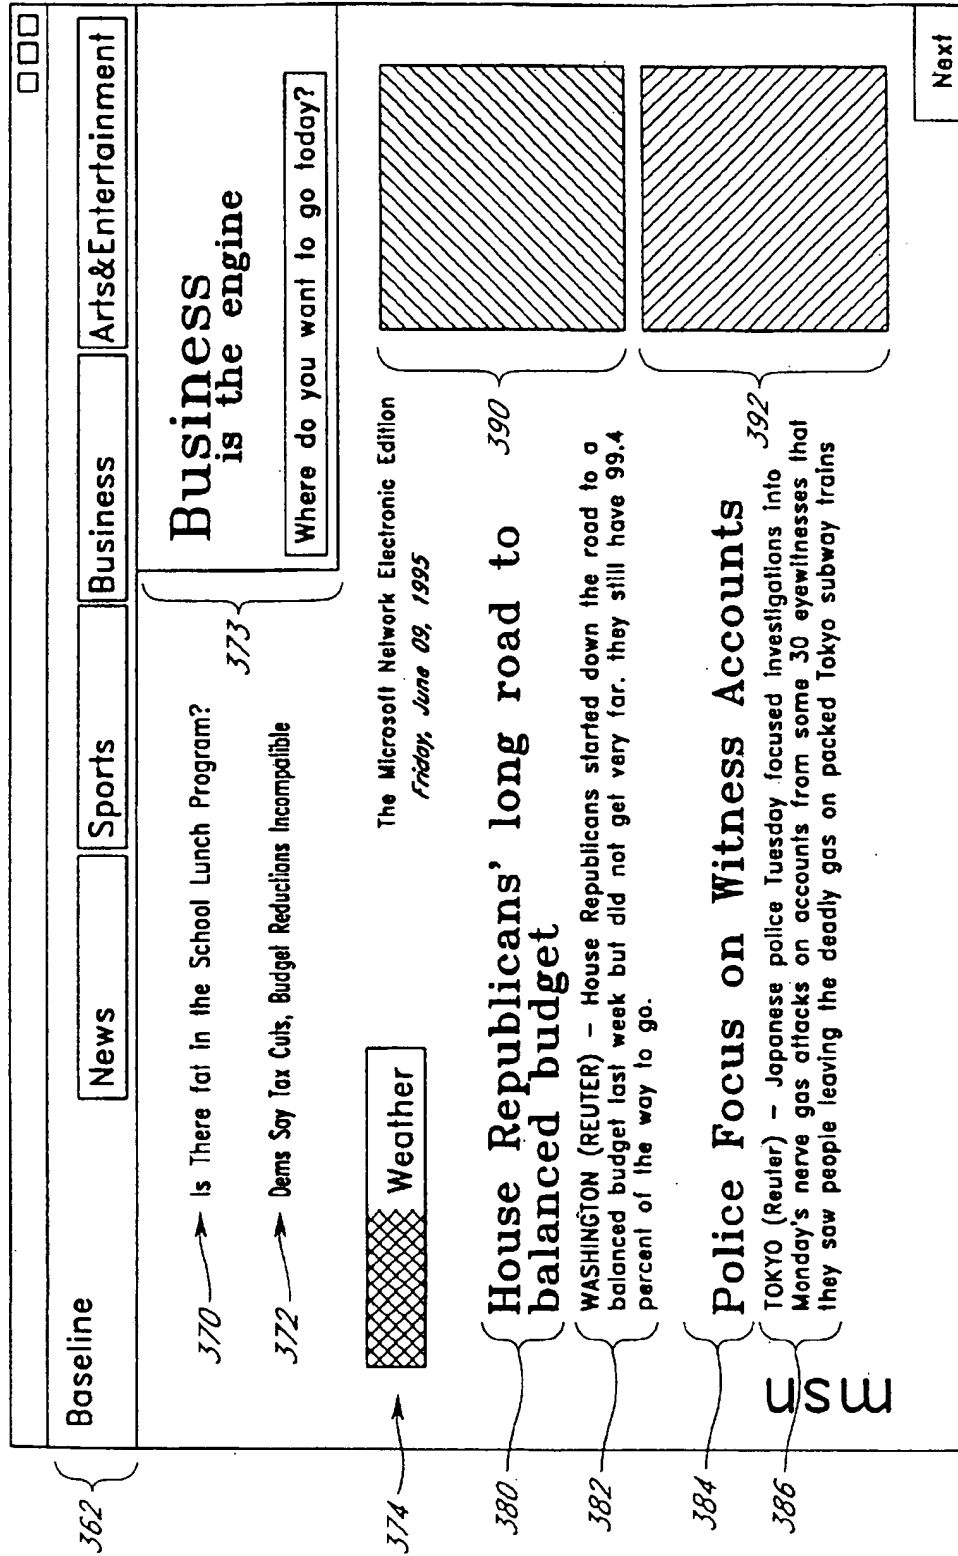 Baseline
News
Sports
Business
Arts&Entertainment
362
370
Is There fat in the School Lunch Program?
372
Dems Say Tax Cuts, Budget Reductions Incompatible
373
Business
is the engine
Where do you want to go today?
374
Weather
The Microsoft Network Electronic Edition
Friday, June 09, 1995
380
House Republicans' long road to
balanced budget
382
WASHINGTON (REUTER) – House Republicans started down the road to a
balanced budget last week but did not get very far. they still have 99.4
percent of the way to go.
390
384
Police Focus on Witness Accounts
386
TOKYO (Reuter) – Japanese police Tuesday focused investigations into
Monday's nerve gas attacks on accounts from some 30 eyewitnesses that
they saw people leaving the deadly gas on packed Tokyo subway trains
392
msn
Next